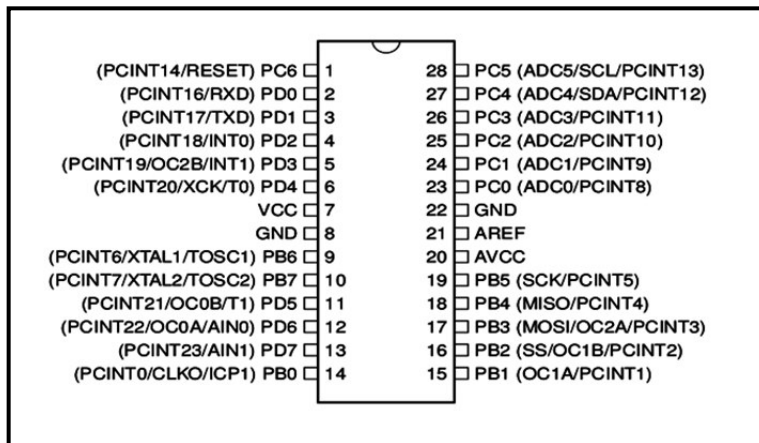 (PCINT14/RESET) PC6 1 28 PC5 (ADC5/SCL/PCINT13)
(PCINT16/RXD) PD0 2 27 PC4 (ADC4/SDA/PCINT12)
(PCINT17/TXD) PD1 3 26 PC3 (ADC3/PCINT11)
(PCINT18/INT0) PD2 4 25 PC2 (ADC2/PCINT10)
(PCINT19/OC2B/INT1) PD3 5 24 PC1 (ADC1/PCINT9)
(PCINT20/XCK/T0) PD4 6 23 PC0 (ADC0/PCINT8)
VCC 7 22 GND
GND 8 21 AREF
(PCINT6/XTAL1/TOSC1) PB6 9 20 AVCC
(PCINT7/XTAL2/TOSC2) PB7 10 19 PB5 (SCK/PCINT5)
(PCINT21/OC0B/T1) PD5 11 18 PB4 (MISO/PCINT4)
(PCINT22/OC0A/AIN0) PD6 12 17 PB3 (MOSI/OC2A/PCINT3)
(PCINT23/AIN1) PD7 13 16 PB2 (SS/OC1B/PCINT2)
(PCINT0/CLKO/ICP1) PB0 14 15 PB1 (OC1A/PCINT1)